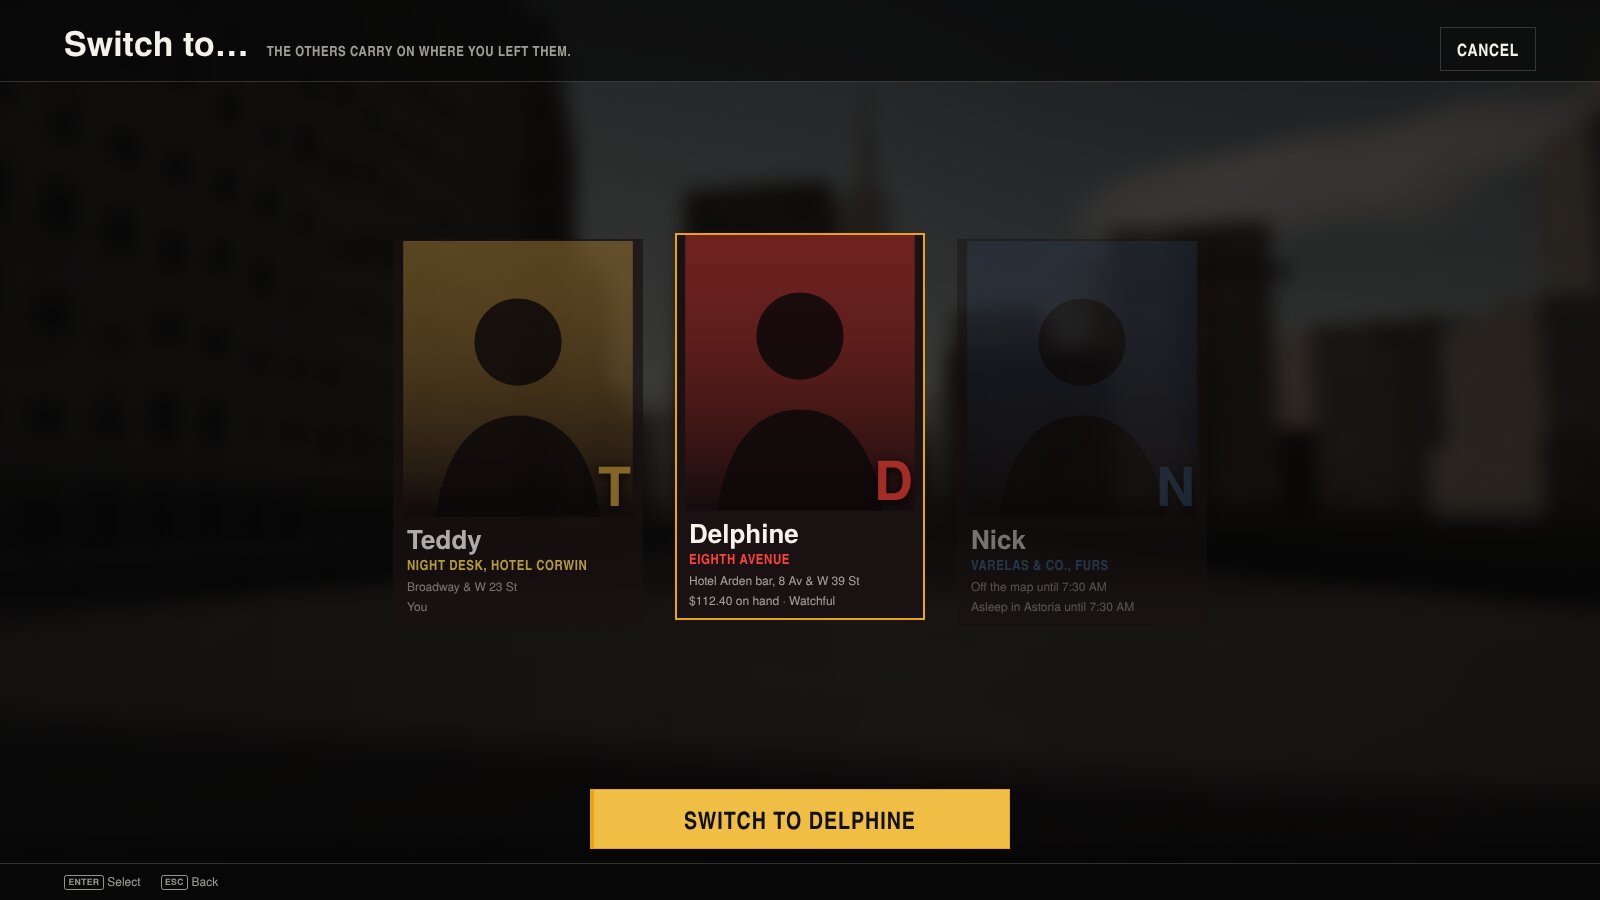 Switch to...
THE OTHERS CARRY ON WHERE YOU LEFT THEM.
CANCEL
T
Teddy
NIGHT DESK, HOTEL CORWIN
Broadway & W 23 St
You
D
Delphine
EIGHTH AVENUE
Hotel Arden bar, 8 Av & W 39 St
$112.40 on hand · Watchful
N
Nick
VARELAS & CO., FURS
Off the map until 7:30 AM
Asleep in Astoria until 7:30 AM
SWITCH TO DELPHINE
ENTER Select ESC Back